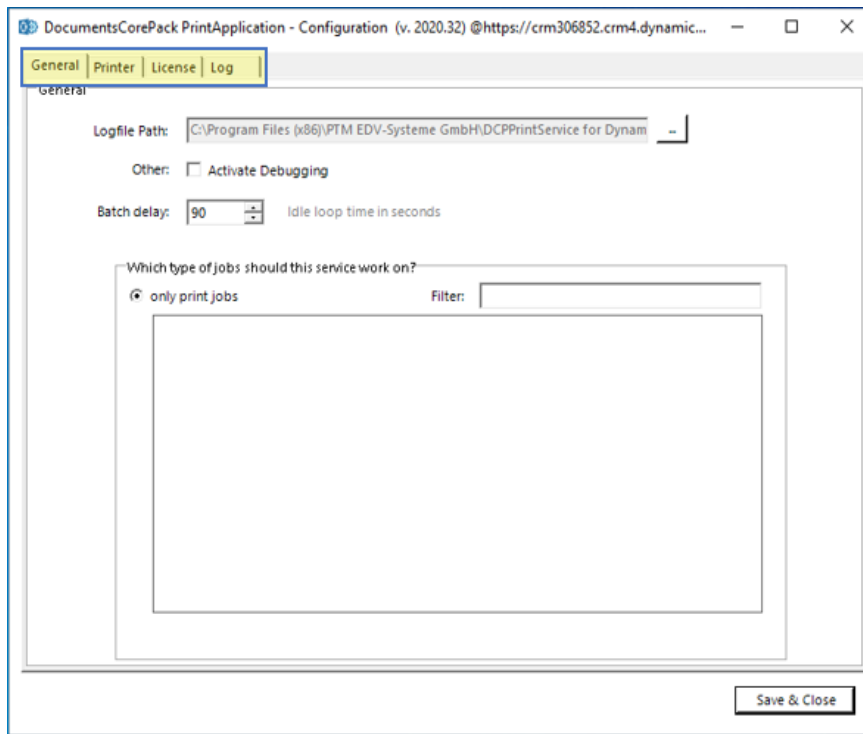 DocumentsCorePack PrintApplication - Configuration (v. 2020.32) @https://crm306852.crm4.dynamic...
General Printer License Log
General
Logfile Path: C:\Program Files (x86)\PTM EDV-Systeme GmbH\DCPPrintService for Dynam ...
Other: Activate Debugging
Batch delay: 90 Idle loop time in seconds
Which type of jobs should this service work on?
only print jobs Filter:
Save & Close